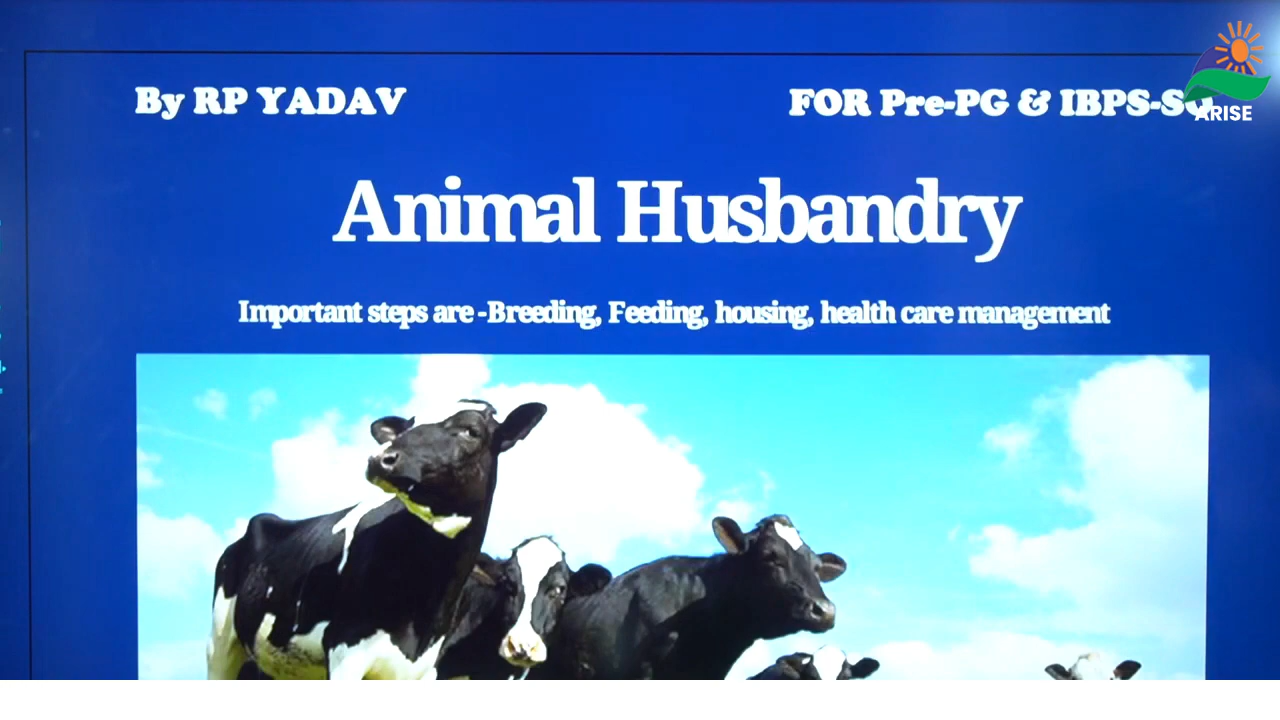 By RP YADAV
FOR Pre-PG & IBPS-SO
ARISE
Animal Husbandry
Important steps are -Breeding, Feeding, housing, health care management